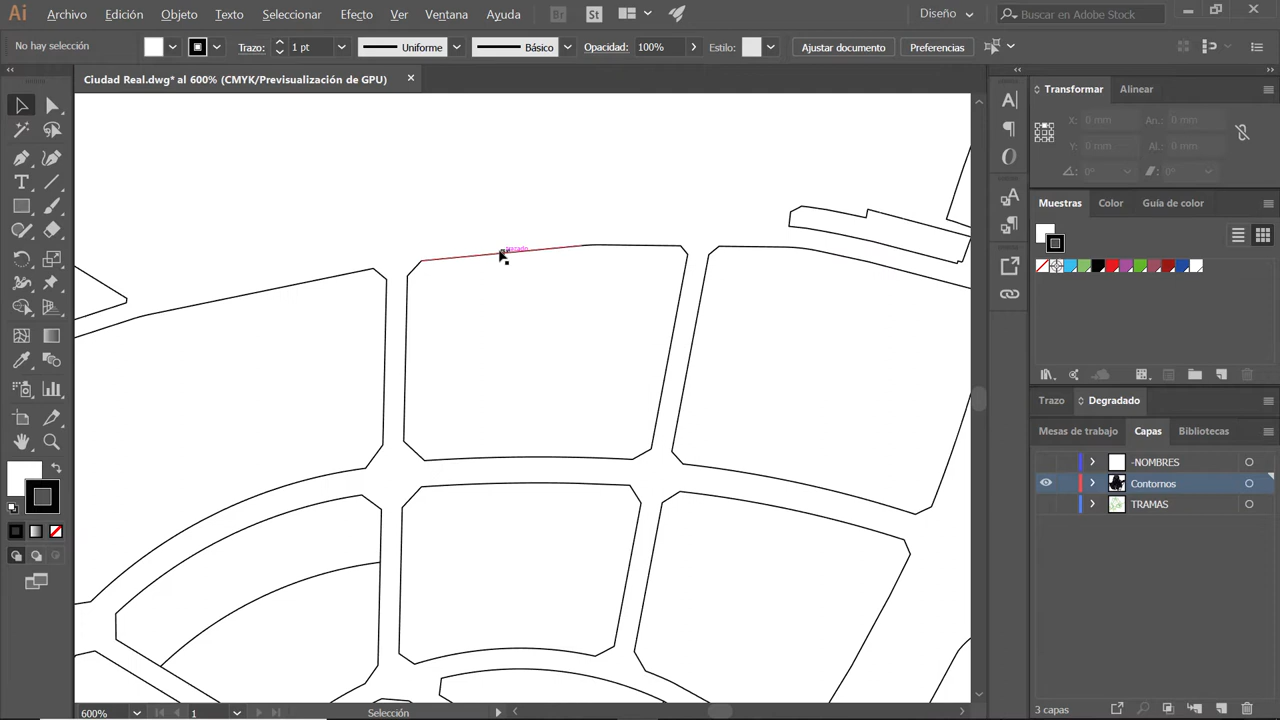 Ai Archivo Edición Objeto Texto Seleccionar Efecto Ver Ventana Ayuda Br St Diseño Buscar en Adobe Stock
No hay selección Trazo: 1 pt Uniforme Básico Opacidad: 100% Estilo: Ajustar documento Preferencias
Ciudad Real.dwg* al 600% (CMYK/Previsualización de GPU)
Transformar Alinear
X: 0 mm An.: 0 mm
Y: 0 mm Al.: 0 mm
0° 0°
Muestras Color Guía de color
trazado
Trazo Degradado
Mesas de trabajo Capas Bibliotecas
-NOMBRES
Contornos
TRAMAS
3 capas
600% 1 Selección